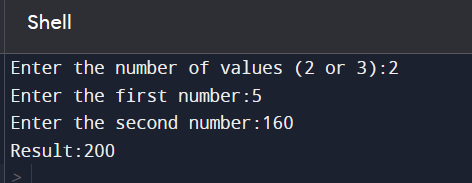 Shell
Enter the number of values (2 or 3):2
Enter the first number:5
Enter the second number:160
Result:200
>